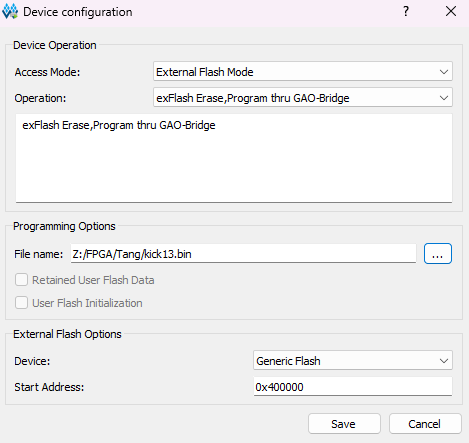 Device configuration
?
Device Operation
Access Mode: External Flash Mode
Operation: exFlash Erase,Program thru GAO-Bridge
exFlash Erase,Program thru GAO-Bridge
Programming Options
File name: Z:/FPGA/Tang/kick13.bin ...
Retained User Flash Data
User Flash Initialization
External Flash Options
Device: Generic Flash
Start Address: 0x400000
Save Cancel